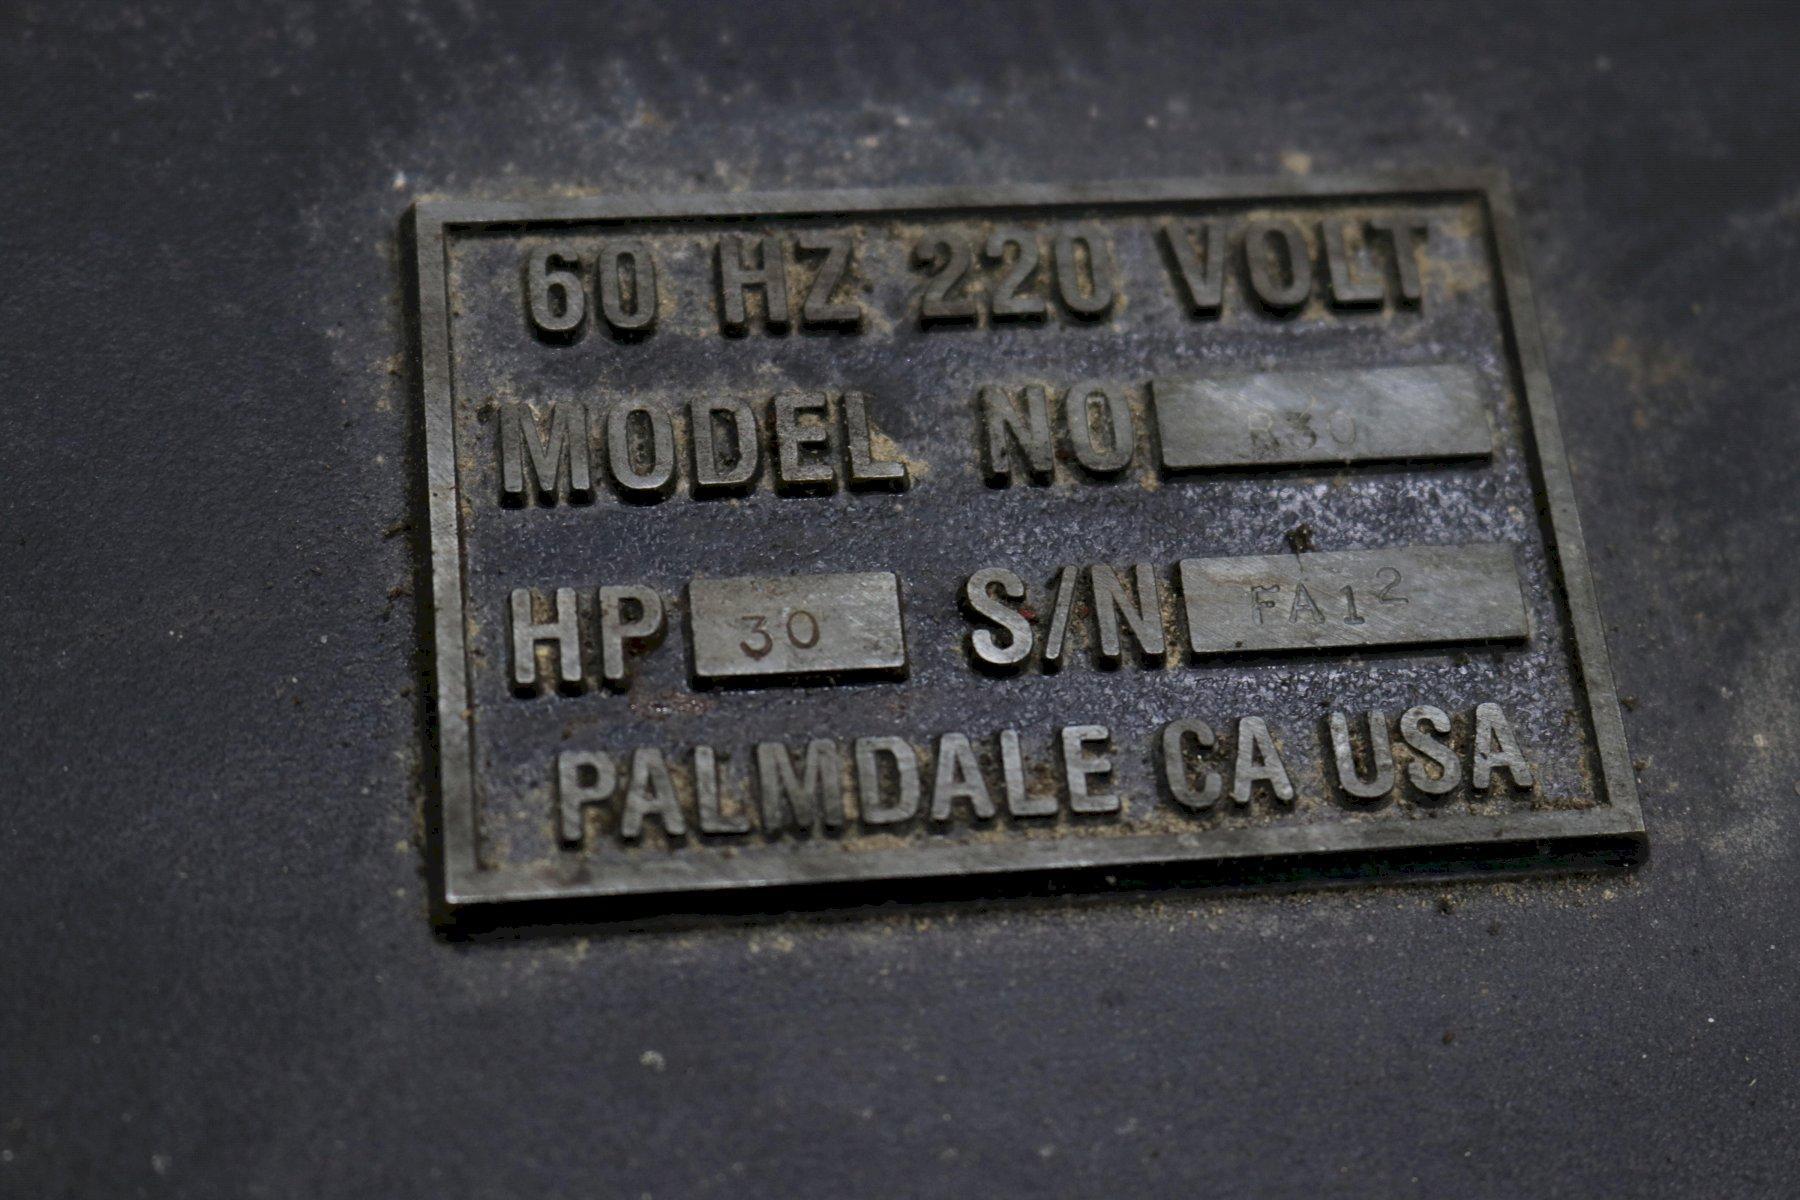 60 HZ 220 VOLT
MODEL NO R30
HP 30 S/N FA12
PALMDALE CA USA